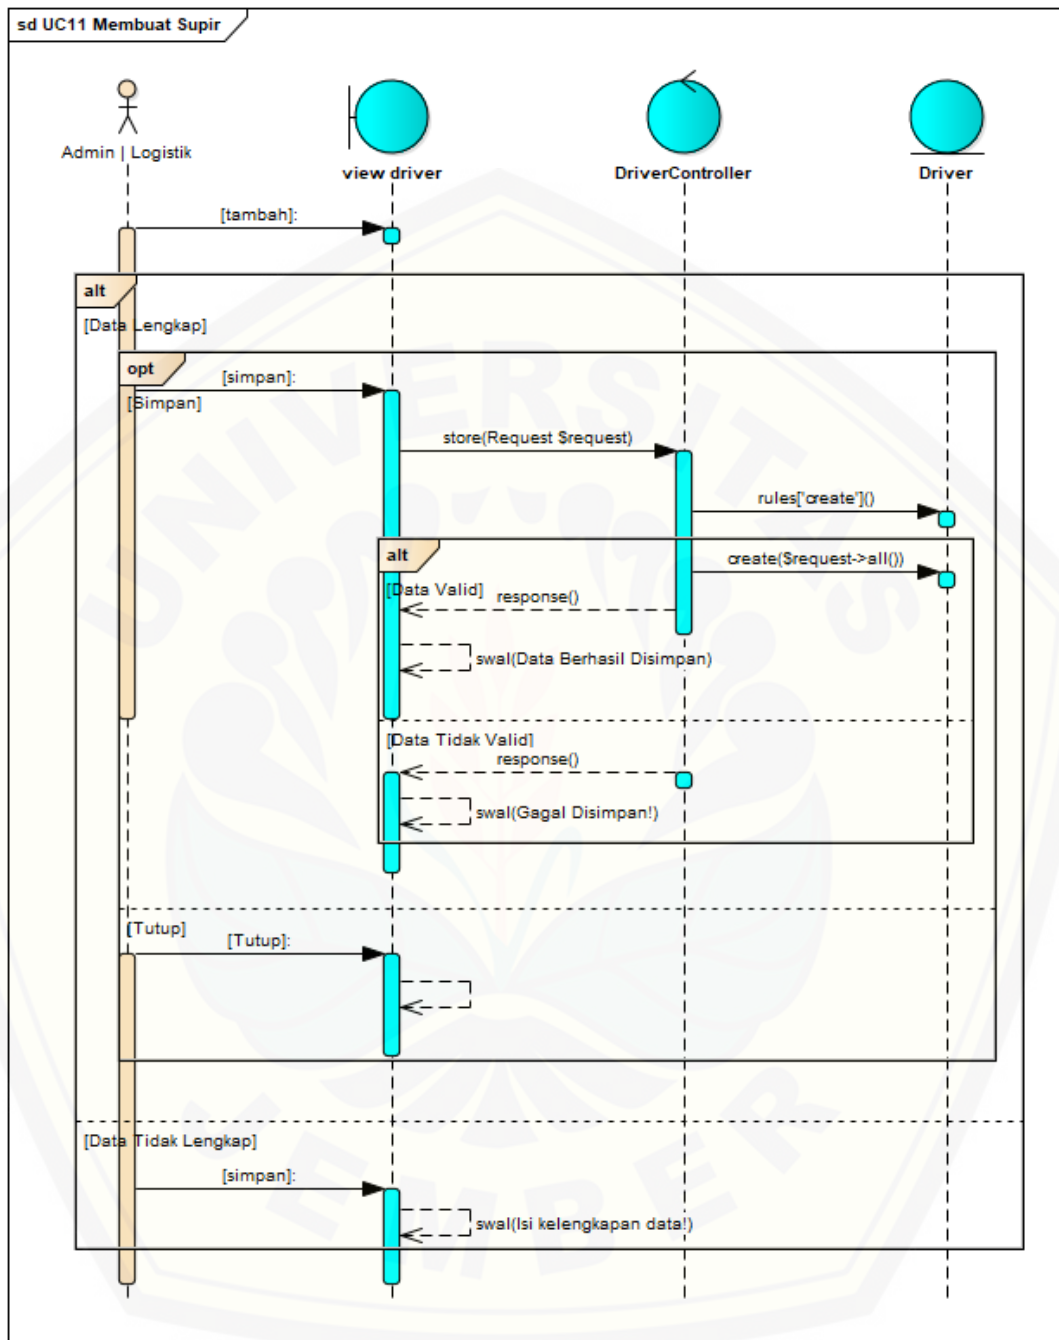 sd UC11 Membuat Supir
Admin | Logistik
view driver
DriverController
Driver
[tambah]:
alt
[Data Lengkap]
opt
[simpan]:
[Simpan]
store(Request $request)
rules['create']()
alt
create($request->all())
[Data Valid]
response()
swal(Data Berhasil Disimpan)
[Data Tidak Valid]
response()
swal(Gagal Disimpan!)
[Tutup]
[Tutup]:
[Data Tidak Lengkap]
[simpan]:
swal(Isi kelengkapan data!)
UNIVERSITAS
JEMBER